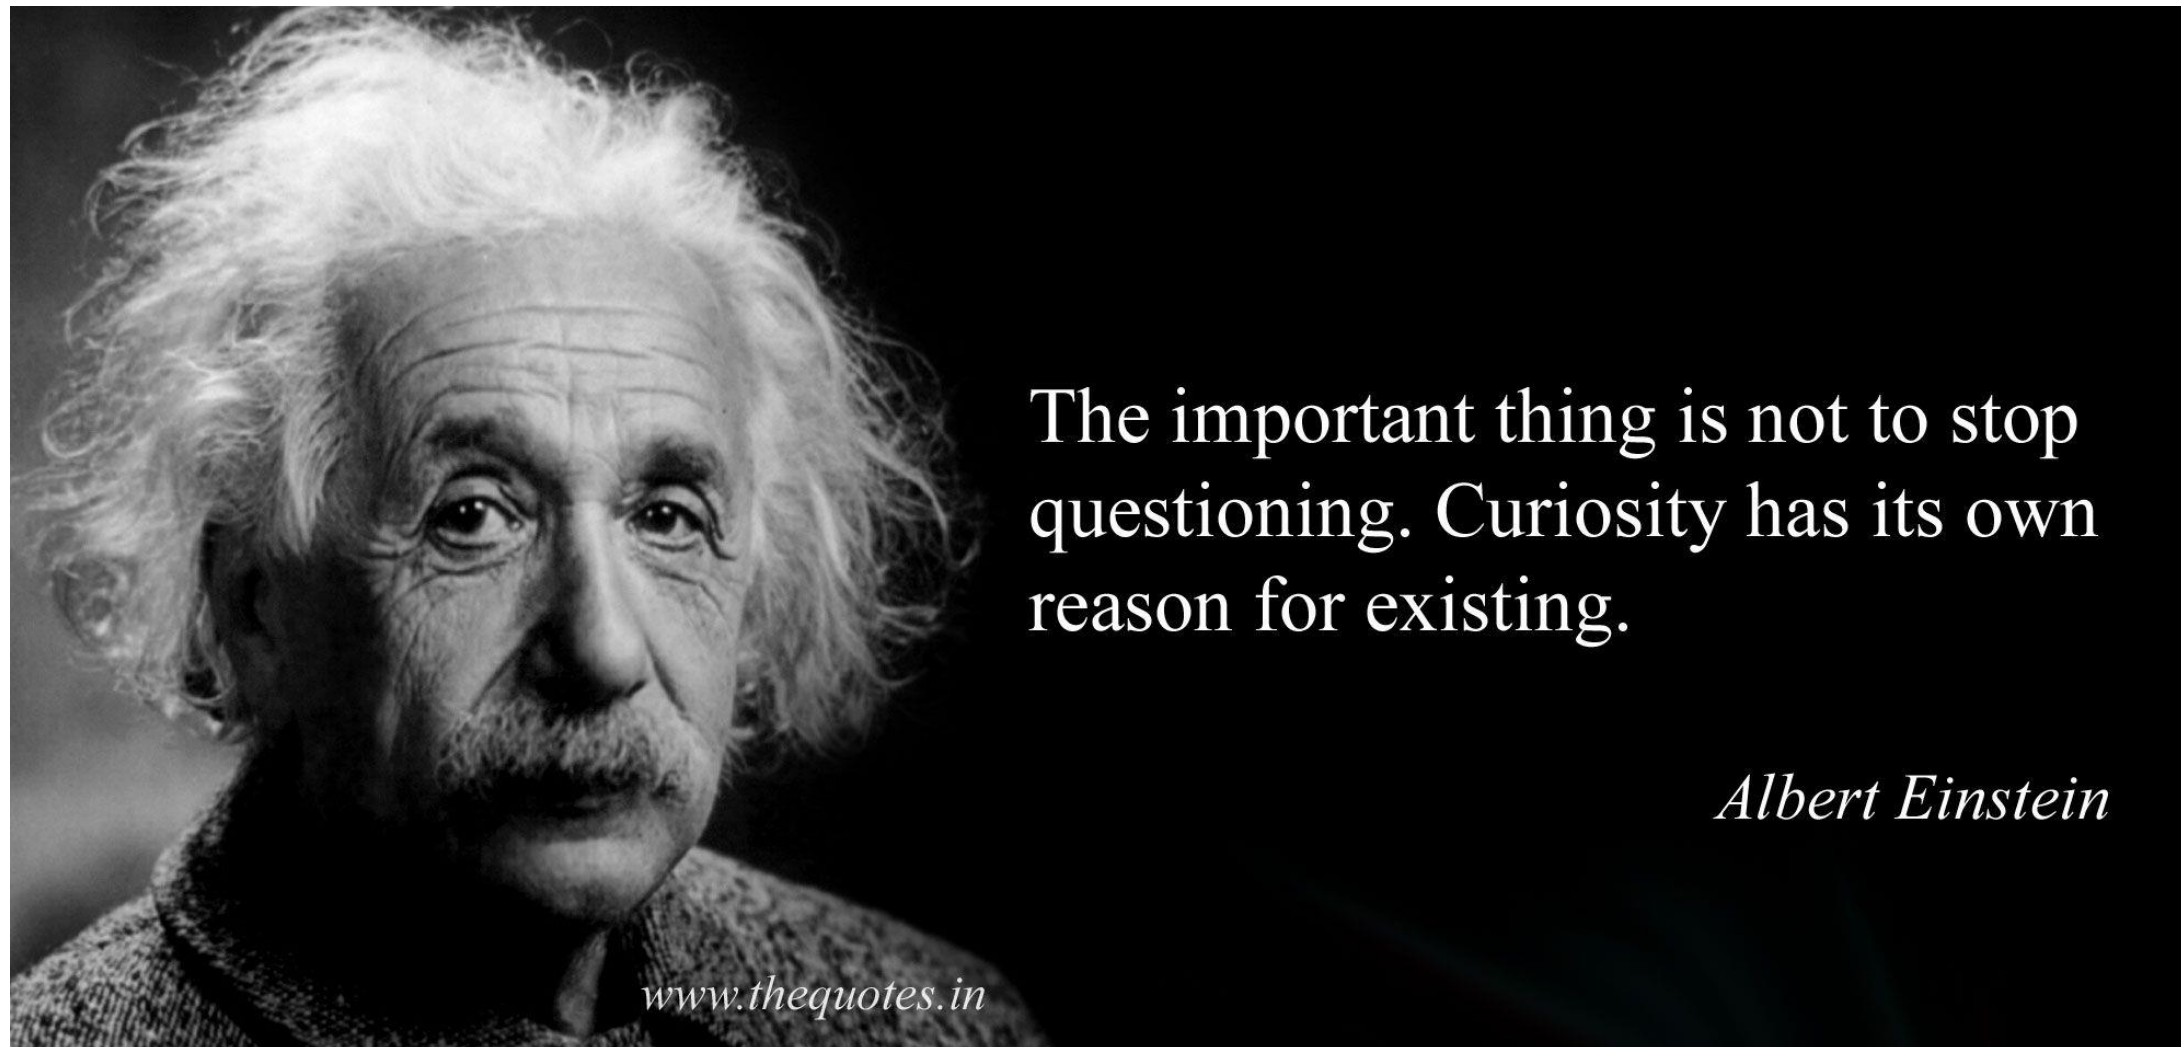 The important thing is not to stop
questioning. Curiosity has its own
reason for existing.
Albert Einstein
www.thequotes.in